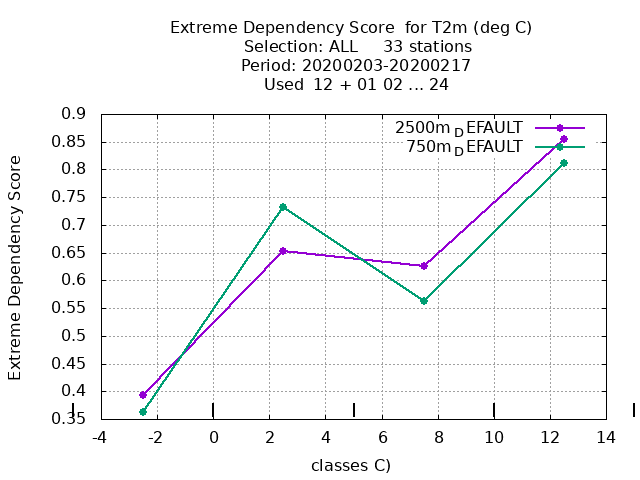 Extreme Dependency Score  for T2m (deg C)
Selection: ALL     33 stations
Period: 20200203-20200217
Used  12 + 01 02 ... 24
2500m_DEFAULT
750m_DEFAULT
Extreme Dependency Score
0.9
0.85
0.8
0.75
0.7
0.65
0.6
0.55
0.5
0.45
0.4
0.35
-4 -2 0 2 4 6 8 10 12 14
classes C)